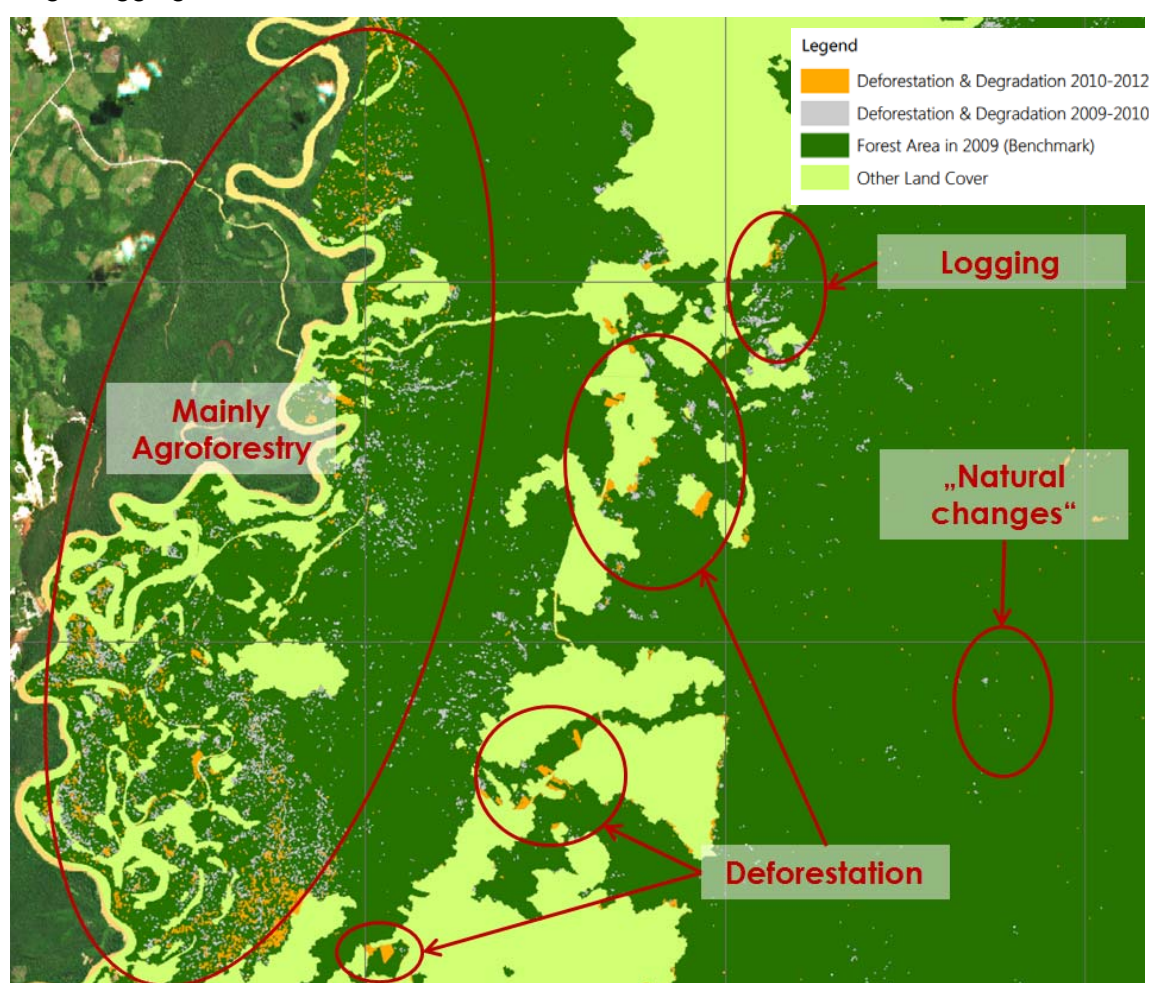 Legend
Deforestation & Degradation 2010-2012
Deforestation & Degradation 2009-2010
Forest Area in 2009 (Benchmark)
Other Land Cover
Logging
Mainly
Agroforestry
„Natural
changes“
Deforestation